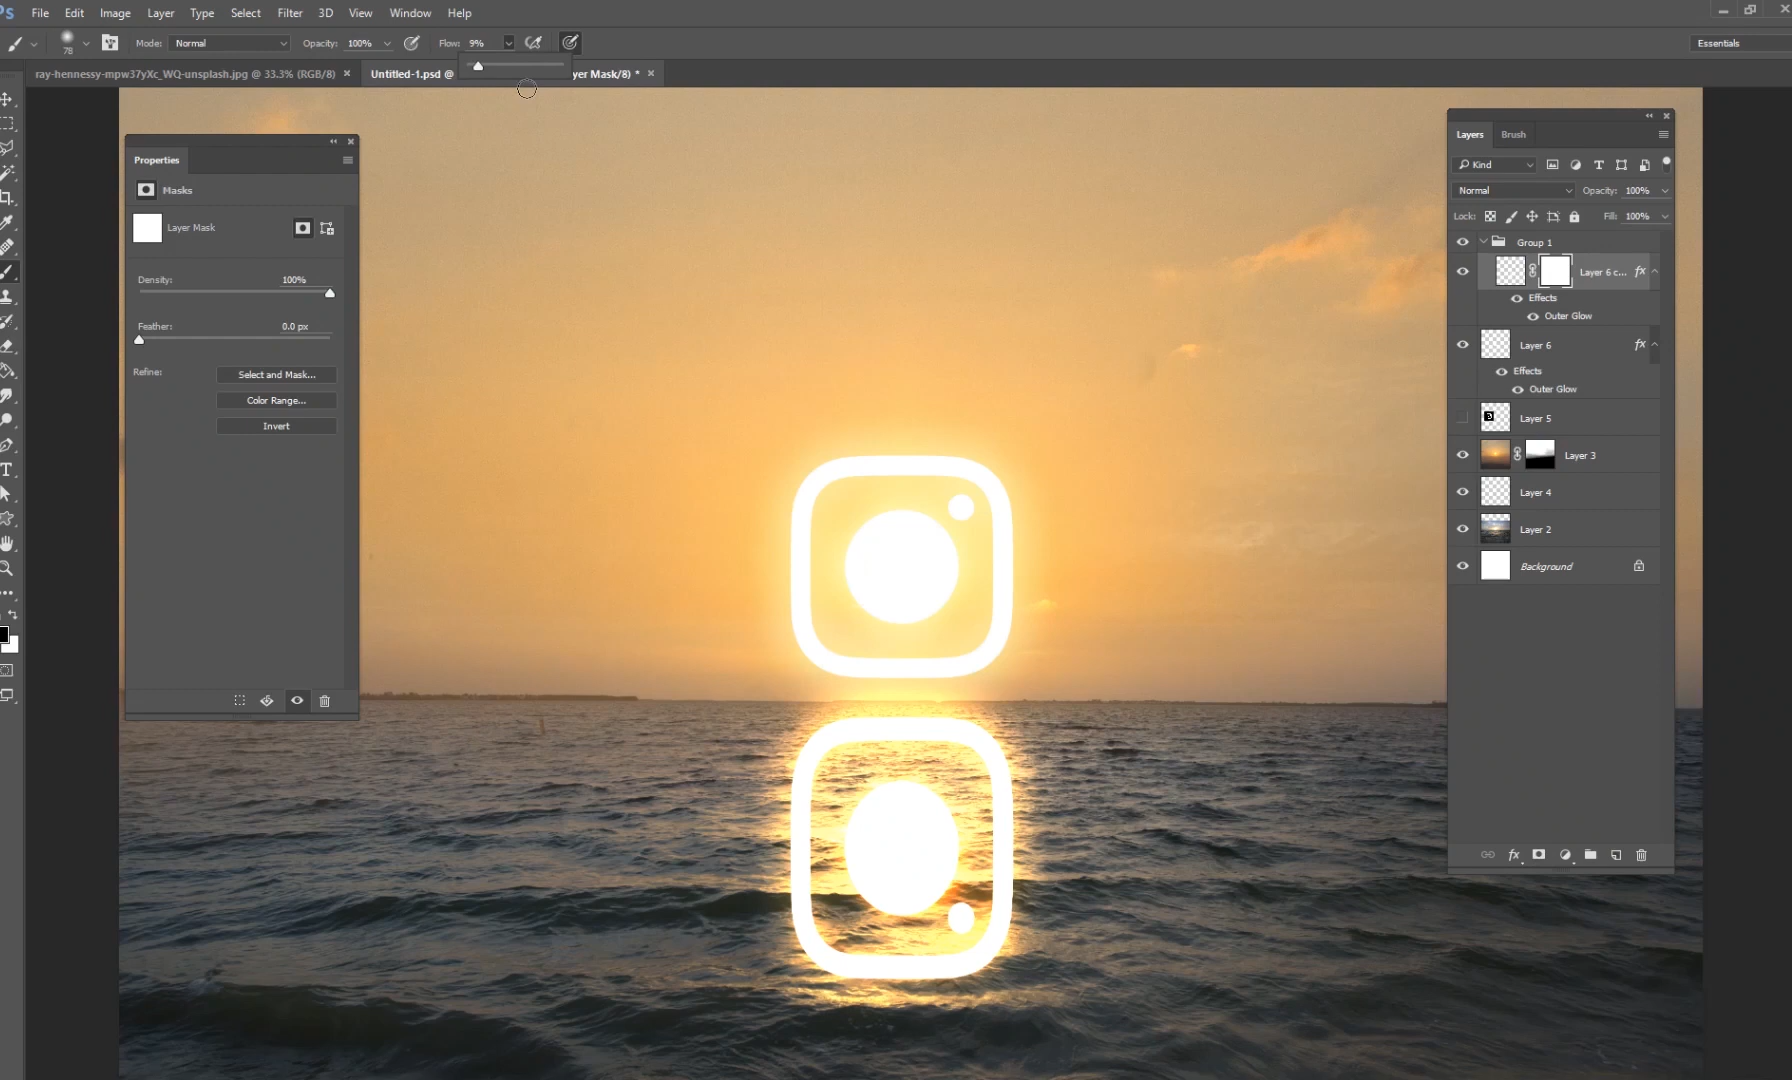 PS File Edit Image Layer Type Select Filter 3D View Window Help
78 Mode: Normal Opacity: 100% Flow: 9% Essentials
ray-hennessy-mpw37yXc_WQ-unsplash.jpg @ 33.3% (RGB/8) × Untitled-1.psd @ yer Mask/8) * ×
Properties
Masks
Layer Mask
Density: 100%
Feather: 0.0 px
Refine: Select and Mask...
Color Range...
Invert
Layers Brush
Kind
Normal Opacity: 100%
Lock: Fill: 100%
Group 1
Layer 6 c... fx
Effects
Outer Glow
Layer 6 fx
Effects
Outer Glow
Layer 5
Layer 3
Layer 4
Layer 2
Background
fx